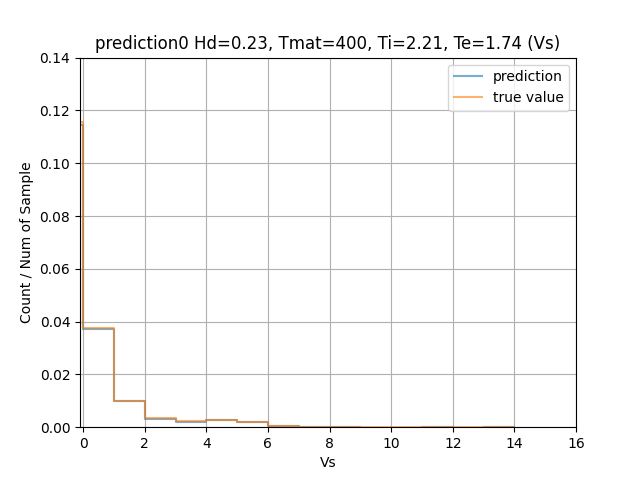 prediction0 Hd=0.23, Tmat=400, Ti=2.21, Te=1.74 (Vs)
prediction
true value
0.14
0.12
0.10
0.08
0.06
0.04
0.02
0.00
Count / Num of Sample
0 2 4 6 8 10 12 14 16
Vs